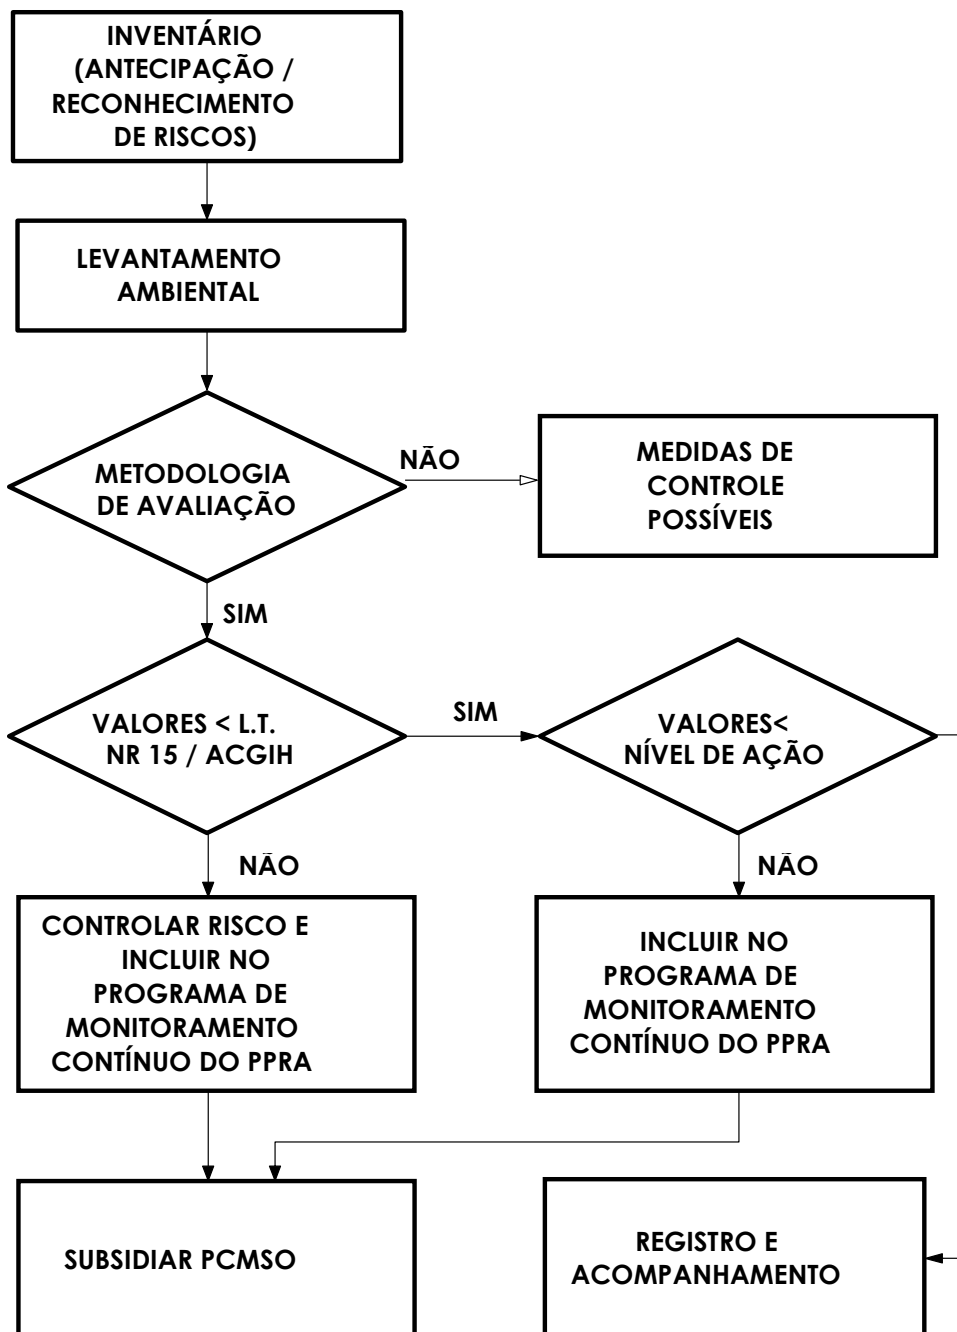 INVENTÁRIO
(ANTECIPAÇÃO /
RECONHECIMENTO
DE RISCOS)
LEVANTAMENTO
AMBIENTAL
METODOLOGIA
DE AVALIAÇÃO
NÃO
MEDIDAS DE
CONTROLE
POSSÍVEIS
SIM
VALORES < L.T.
NR 15 / ACGIH
SIM
VALORES<
NÍVEL DE AÇÃO
NÃO
NÃO
CONTROLAR RISCO E
INCLUIR NO
PROGRAMA DE
MONITORAMENTO
CONTÍNUO DO PPRA
INCLUIR NO
PROGRAMA DE
MONITORAMENTO
CONTÍNUO DO PPRA
SUBSIDIAR PCMSO
REGISTRO E
ACOMPANHAMENTO